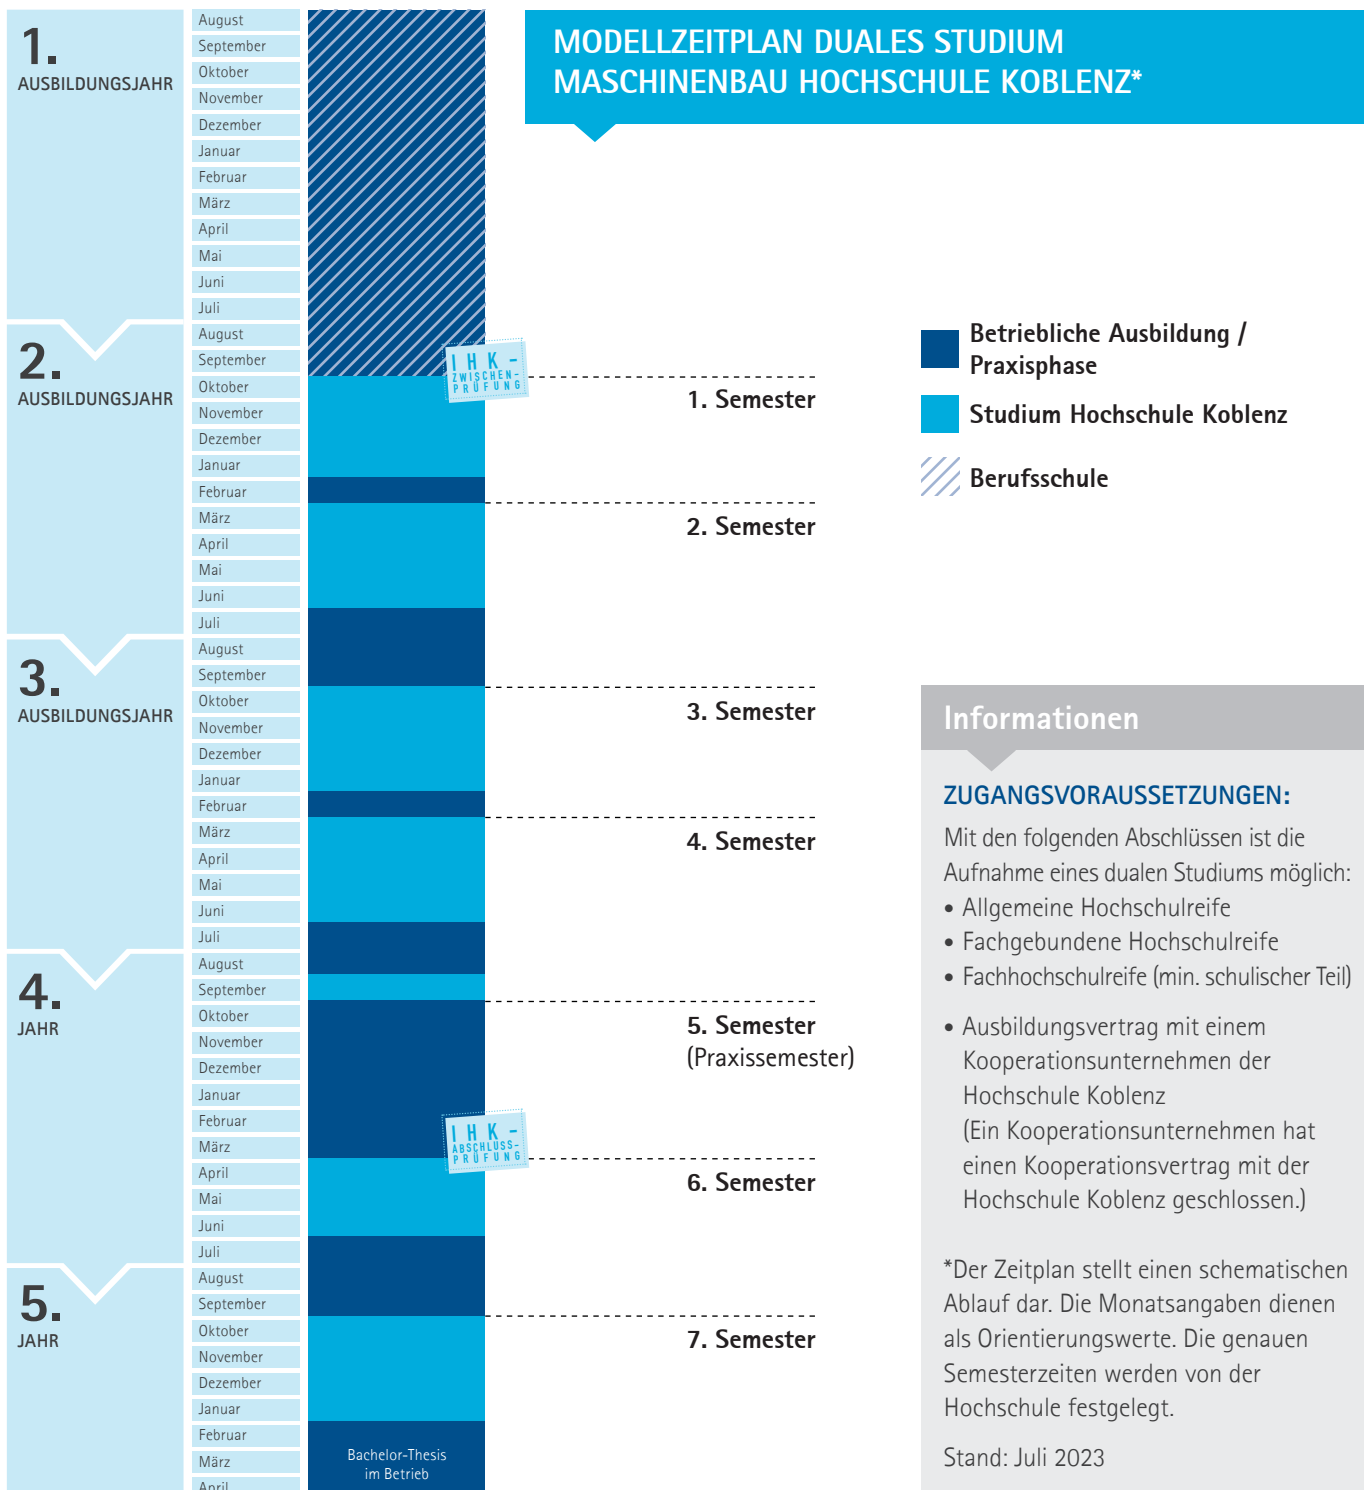 MODELLZEITPLAN DUALES STUDIUM
MASCHINENBAU HOCHSCHULE KOBLENZ*
1.
AUSBILDUNGSJAHR
August
September
Oktober
November
Dezember
Januar
Februar
März
April
Mai
Juni
Juli
2.
AUSBILDUNGSJAHR
August
September
Oktober
November
Dezember
Januar
Februar
März
April
Mai
Juni
Juli
3.
AUSBILDUNGSJAHR
August
September
Oktober
November
Dezember
Januar
Februar
März
April
Mai
Juni
Juli
4.
JAHR
August
September
Oktober
November
Dezember
Januar
Februar
März
April
Mai
Juni
Juli
5.
JAHR
August
September
Oktober
November
Dezember
Januar
Februar
März
April
IHK-
ZWISCHEN-
PRÜFUNG
IHK-
ABSCHLUSS-
PRÜFUNG
Bachelor-Thesis
im Betrieb
1. Semester
2. Semester
3. Semester
4. Semester
5. Semester
(Praxissemester)
6. Semester
7. Semester
Betriebliche Ausbildung /
Praxisphase
Studium Hochschule Koblenz
Berufsschule
Informationen
ZUGANGSVORAUSSETZUNGEN:
Mit den folgenden Abschlüssen ist die
Aufnahme eines dualen Studiums möglich:
• Allgemeine Hochschulreife
• Fachgebundene Hochschulreife
• Fachhochschulreife (min. schulischer Teil)
• Ausbildungsvertrag mit einem
Kooperationsunternehmen der
Hochschule Koblenz
(Ein Kooperationsunternehmen hat
einen Kooperationsvertrag mit der
Hochschule Koblenz geschlossen.)
*Der Zeitplan stellt einen schematischen
Ablauf dar. Die Monatsangaben dienen
als Orientierungswerte. Die genauen
Semesterzeiten werden von der
Hochschule festgelegt.
Stand: Juli 2023